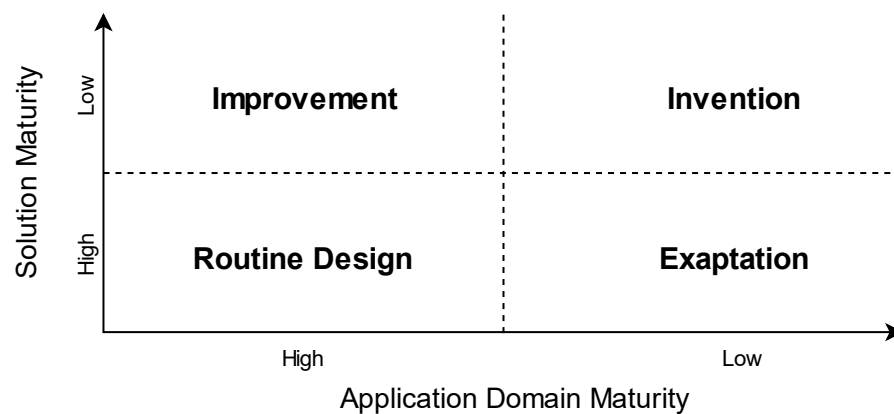 Solution Maturity
Low
High
Improvement
Invention
Routine Design
Exaptation
High
Low
Application Domain Maturity